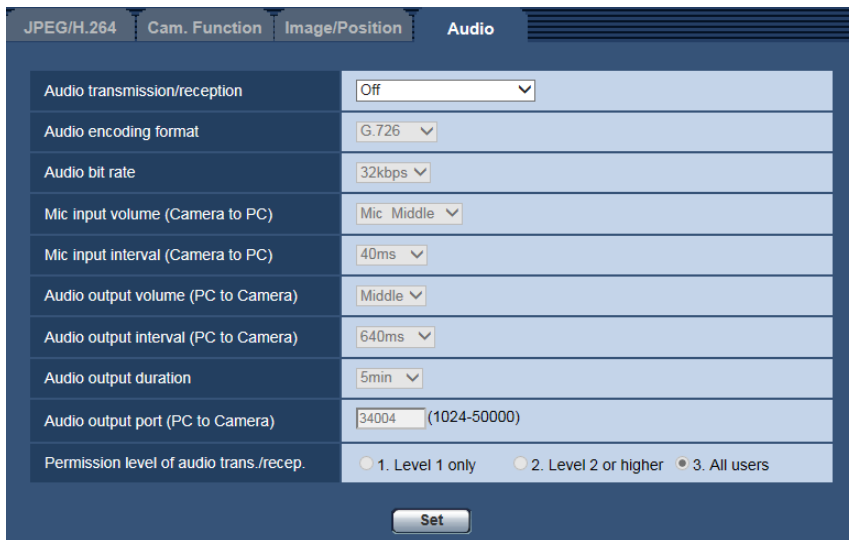 JPEG/H.264 Cam. Function Image/Position Audio
Audio transmission/reception Off
Audio encoding format G.726
Audio bit rate 32kbps
Mic input volume (Camera to PC) Mic Middle
Mic input interval (Camera to PC) 40ms
Audio output volume (PC to Camera) Middle
Audio output interval (PC to Camera) 640ms
Audio output duration 5min
Audio output port (PC to Camera) 34004 (1024-50000)
Permission level of audio trans./recep. 1. Level 1 only 2. Level 2 or higher 3. All users
Set